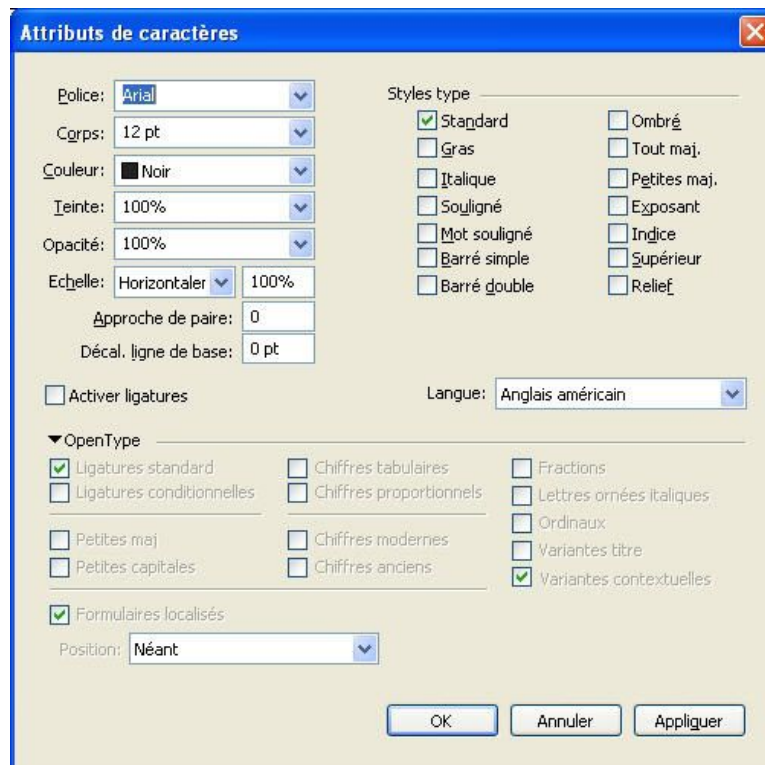 Attributs de caractères
Police: Arial
Corps: 12 pt
Couleur: Noir
Teinte: 100%
Opacité: 100%
Echelle: Horizontaler 100%
Approche de paire: 0
Décal. ligne de base: 0 pt
Styles type
Standard
Gras
Italique
Souligné
Mot souligné
Barré simple
Barré double
Ombré
Tout maj.
Petites maj.
Exposant
Indice
Supérieur
Relief
Activer ligatures
Langue: Anglais américain
OpenType
Ligatures standard
Ligatures conditionnelles
Petites maj
Petites capitales
Chiffres tabulaires
Chiffres proportionnels
Chiffres modernes
Chiffres anciens
Fractions
Lettres ornées italiques
Ordinaux
Variantes titre
Variantes contextuelles
Formulaires localisés
Position: Néant
OK Annuler Appliquer